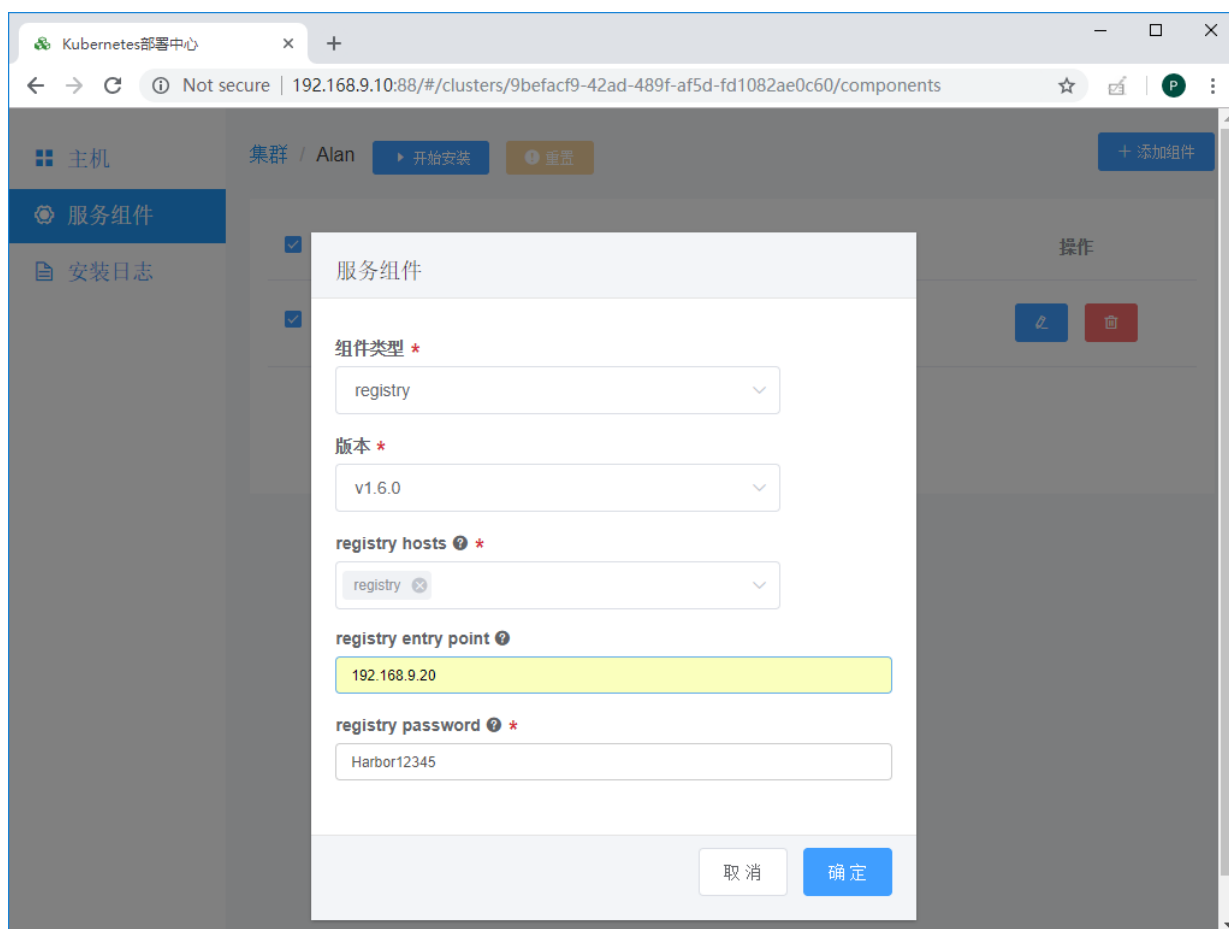 Kubernetes部署中心
Not secure | 192.168.9.10:88/#/clusters/9befacf9-42ad-489f-af5d-fd1082ae0c60/components
P
主机
集群 / Alan
开始安装
重置
添加组件
服务组件
安装日志
操作
服务组件
组件类型 *
registry
版本 *
v1.6.0
registry hosts *
registry
registry entry point
192.168.9.20
registry password *
Harbor12345
取消
确定